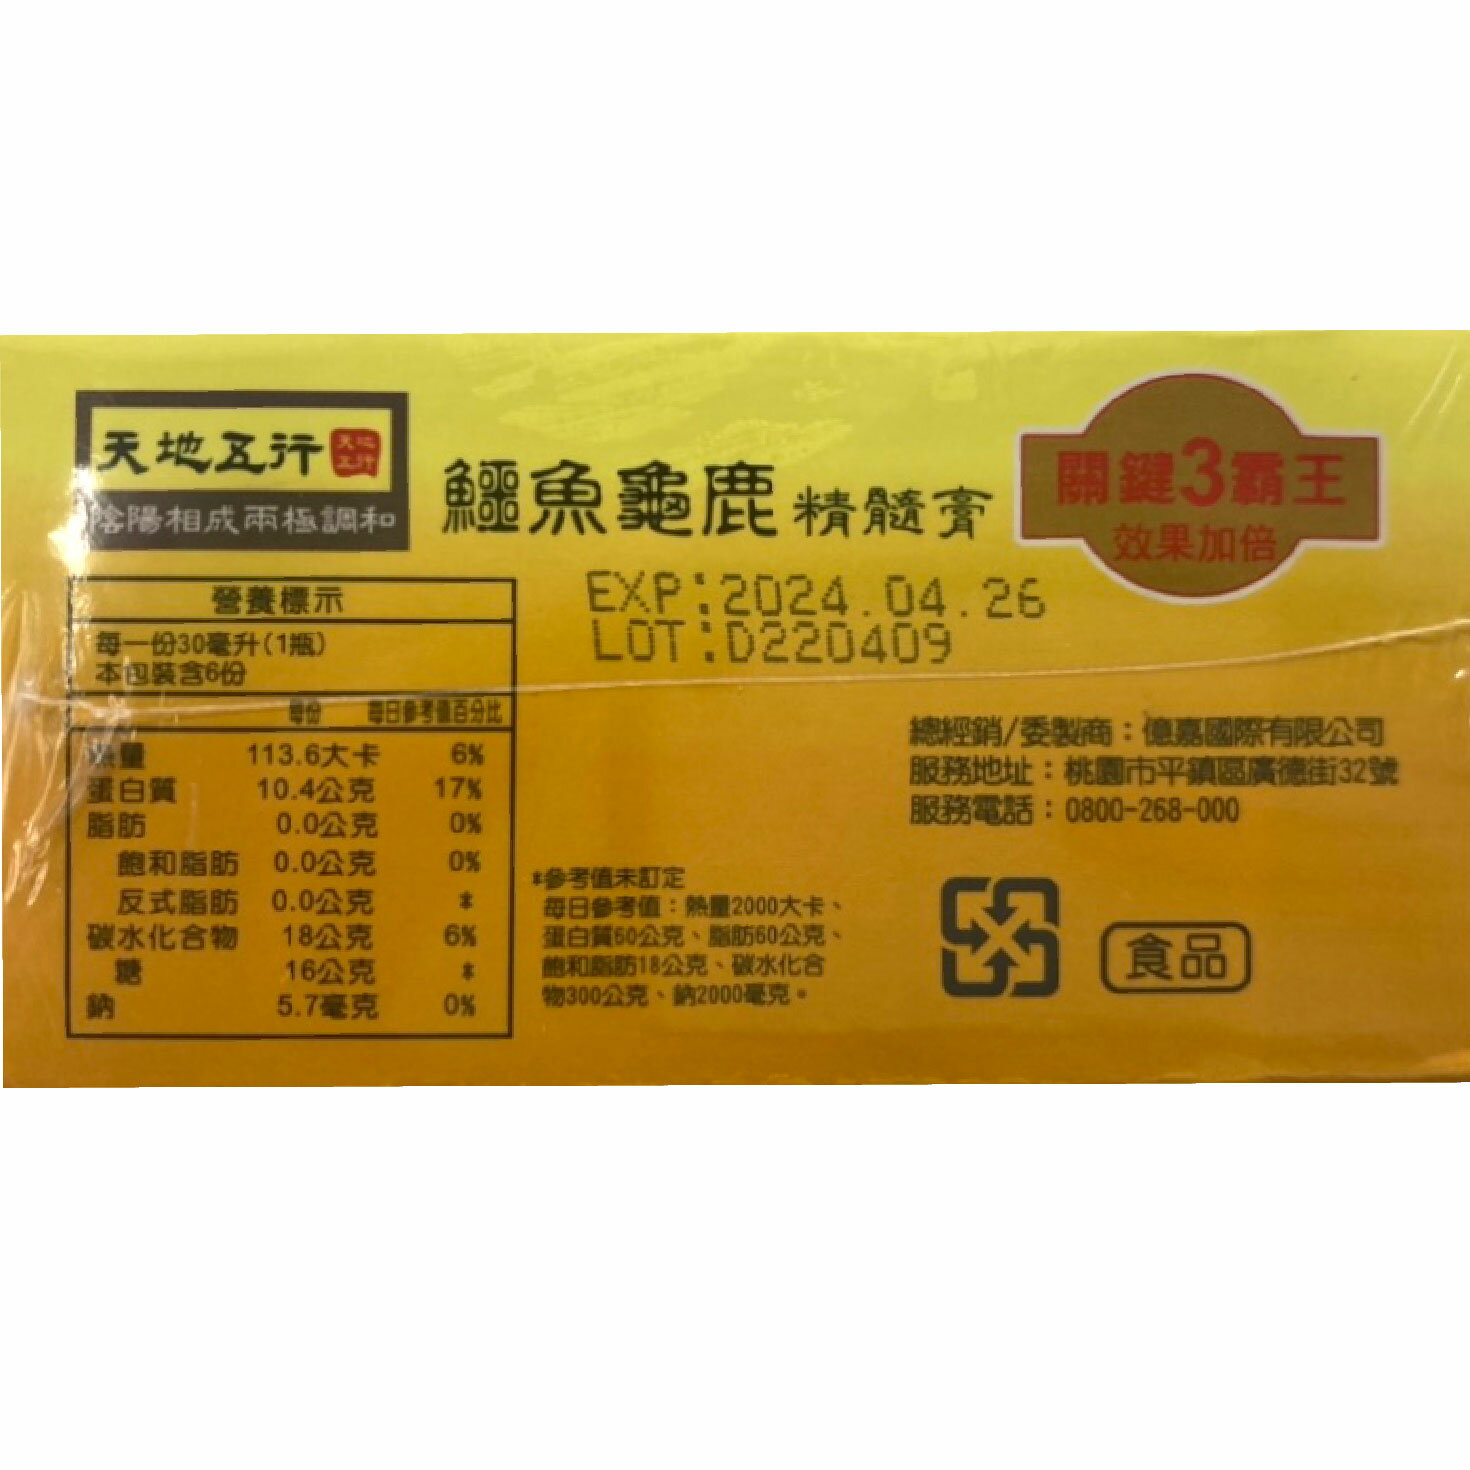 天地五行
天地五行
陰陽相成兩極調和
鱷魚龜鹿精髓膏
關鍵3霸王
效果加倍
EXP:2024.04.26
LOT:D220409
營養標示
每一份30毫升(1瓶)
本包裝含6份
每份 每日參考值百分比
熱量 113.6大卡 6%
蛋白質 10.4公克 17%
脂肪 0.0公克 0%
飽和脂肪 0.0公克 0%
反式脂肪 0.0公克 *
碳水化合物 18公克 6%
糖 16公克 *
鈉 5.7毫克 0%
*參考值未訂定
每日參考值：熱量2000大卡、
蛋白質60公克、脂肪60公克、
飽和脂肪18公克、碳水化合
物300公克、鈉2000毫克。
總經銷/委製商：億嘉國際有限公司
服務地址：桃園市平鎮區廣德街32號
服務電話：0800-268-000
食品